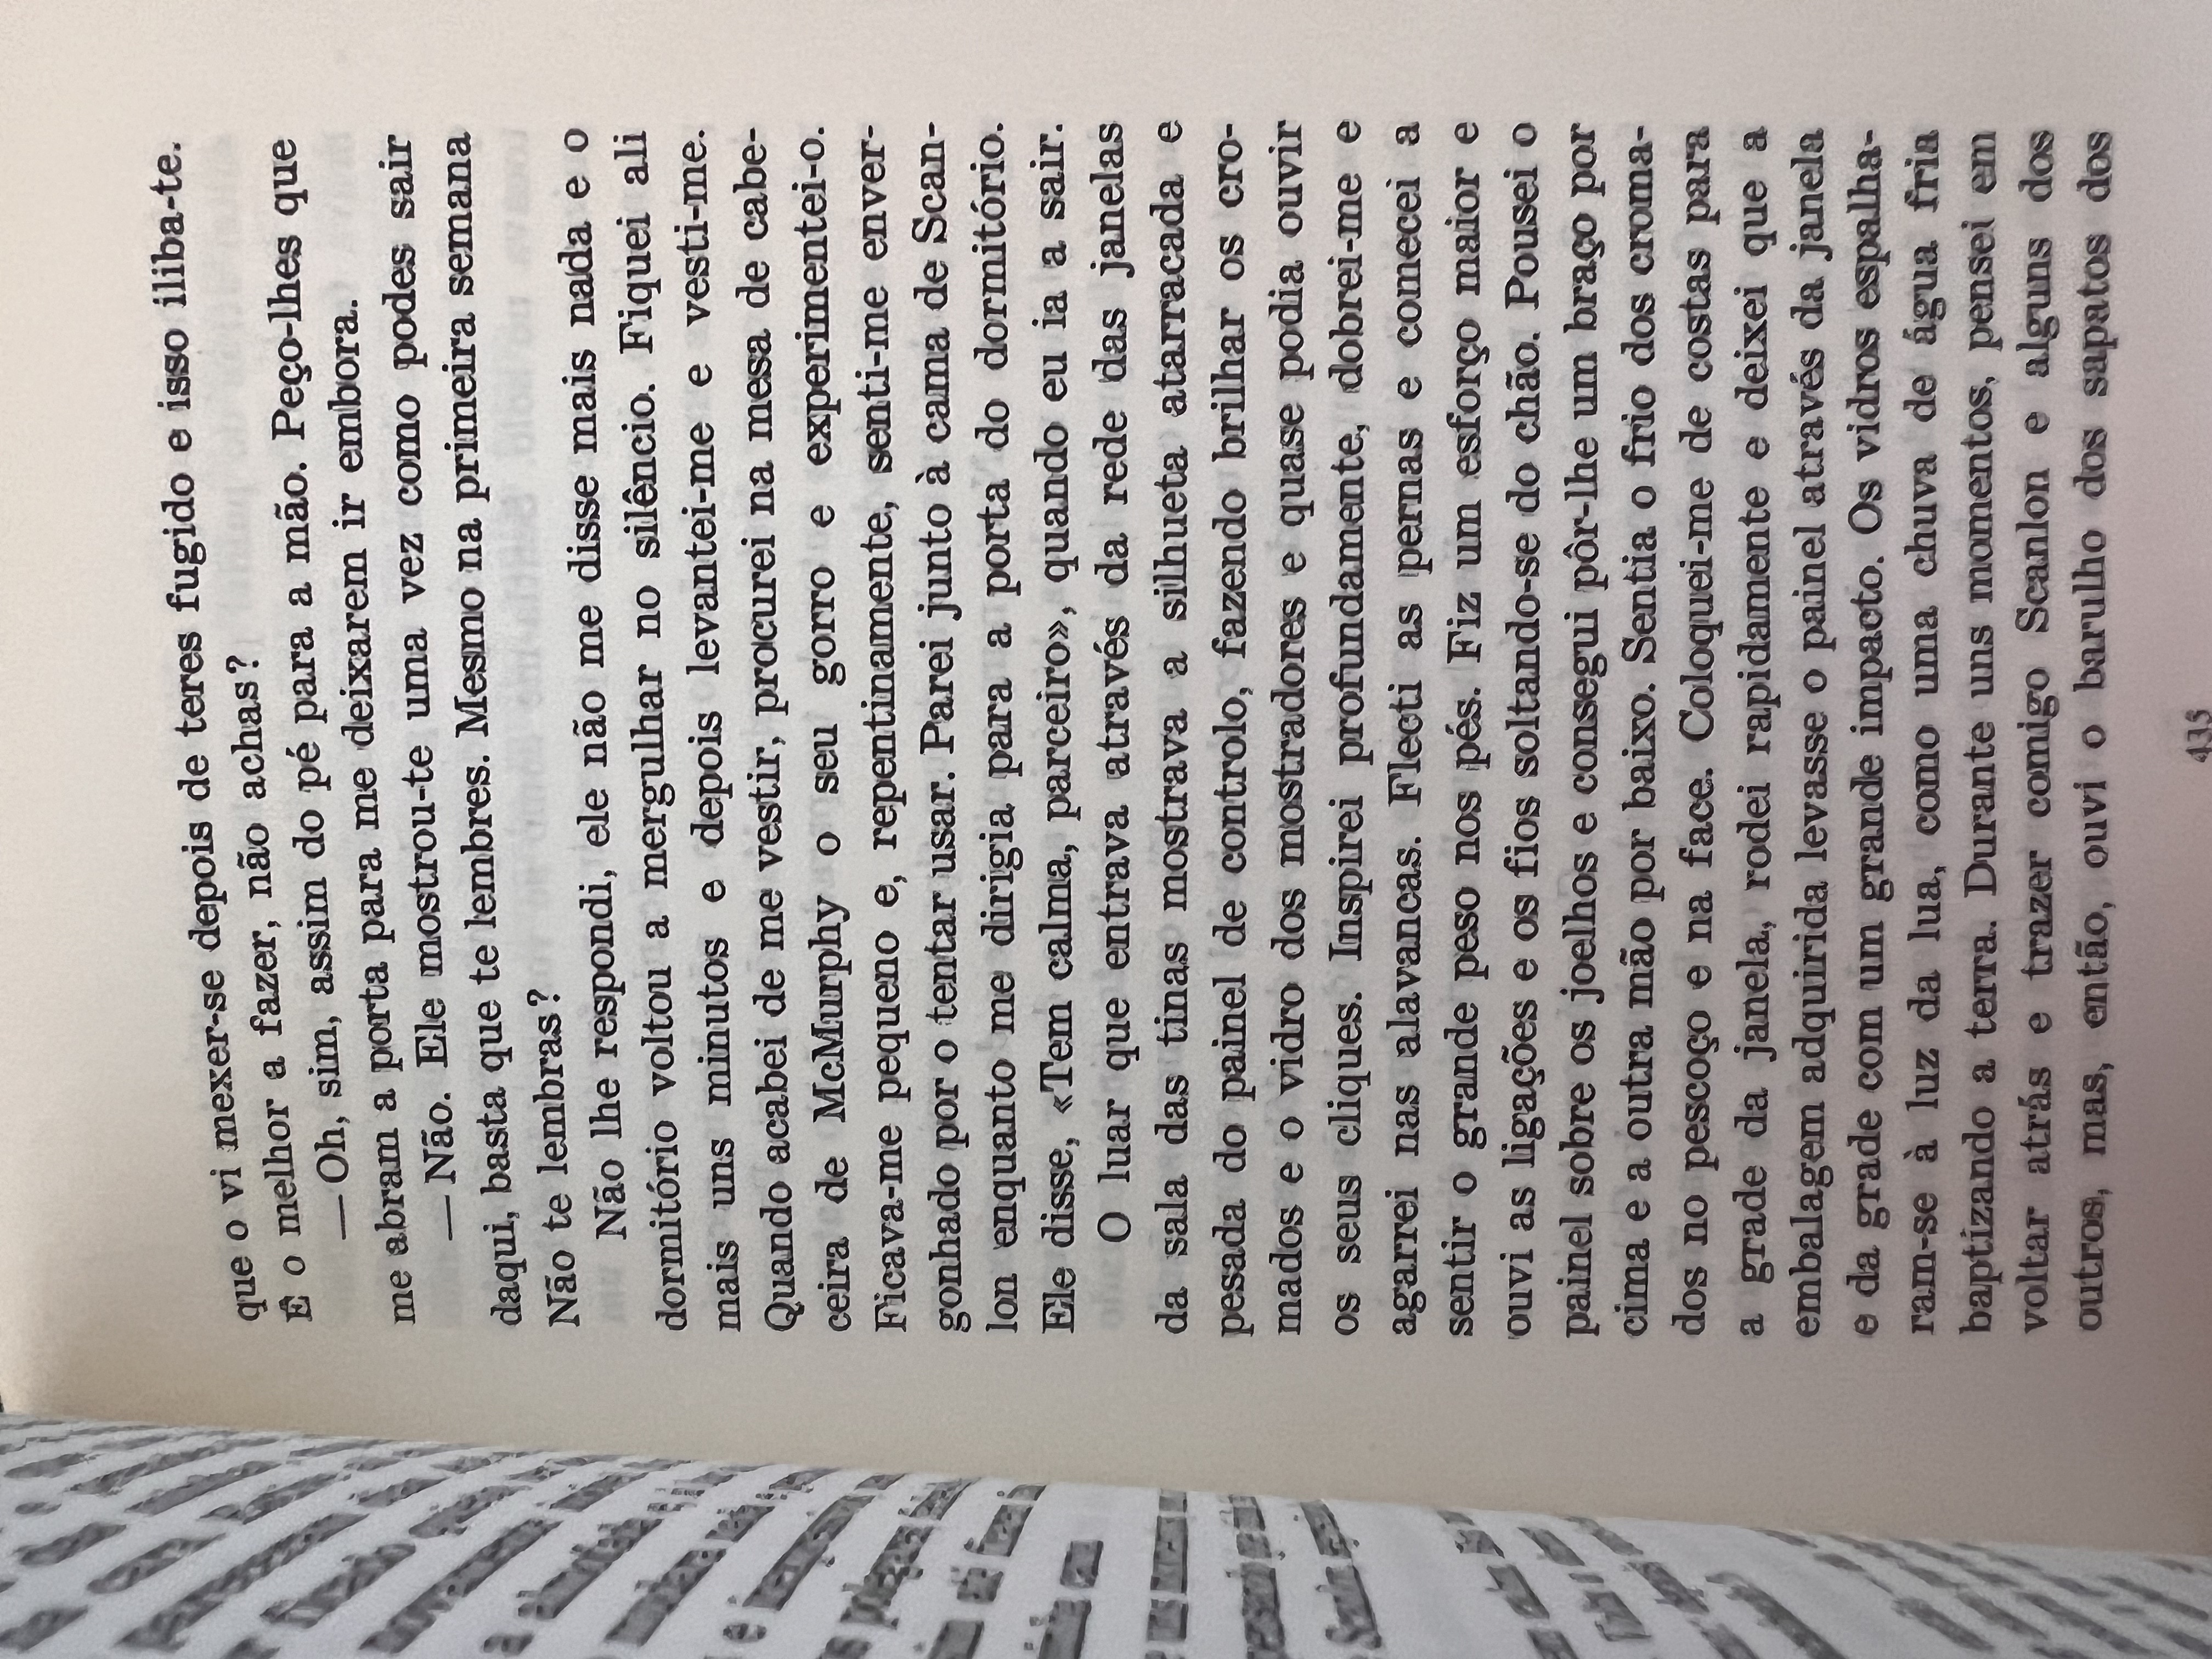 que o vi mexer-se depois de teres fugido e isso iliba-te.
É o melhor a fazer, não achas?
— Oh, sim, assim do pé para a mão. Peço-lhes que
me abram a porta para me deixarem ir embora.
— Não. Ele mostrou-te uma vez como podes sair
daqui, basta que te lembres. Mesmo na primeira semana
Não te lembras?
Não lhe respondi, ele não me disse mais nada e o
dormitório voltou a mergulhar no silêncio. Fiquei ali
mais uns minutos e depois levantei-me e vesti-me.
Quando acabei de me vestir, procurei na mesa de cabe-
ceira de McMurphy o seu gorro e experimentei-o.
Ficava-me pequeno e, repentinamente, senti-me enver-
gonhado por o tentar usar. Parei junto à cama de Scan-
lon enquanto me dirigia para a porta do dormitório.
Ele disse, «Tem calma, parceiro», quando eu ia a sair.
O luar que entrava através da rede das janelas
da sala das tinas mostrava a silhueta atarracada e
pesada do painel de controlo, fazendo brilhar os cro-
mados e o vidro dos mostradores e quase podia ouvir
os seus cliques. Inspirei profundamente, dobrei-me e
agarrei nas alavancas. Flecti as pernas e comecei a
sentir o grande peso nos pés. Fiz um esforço maior e
ouvi as ligações e os fios soltando-se do chão. Pousei o
painel sobre os joelhos e consegui pôr-lhe um braço por
cima e a outra mão por baixo. Sentia o frio dos croma-
dos no pescoço e na face. Coloquei-me de costas para
a grade da janela, rodei rapidamente e deixei que a
embalagem adquirida levasse o painel através da janela
e da grade com um grande impacto. Os vidros espalha-
ram-se à luz da lua, como uma chuva de água fria
baptizando a terra. Durante uns momentos, pensei em
voltar atrás e trazer comigo Scanlon e alguns dos
outros, mas, então, ouvi o barulho dos sapatos dos
435